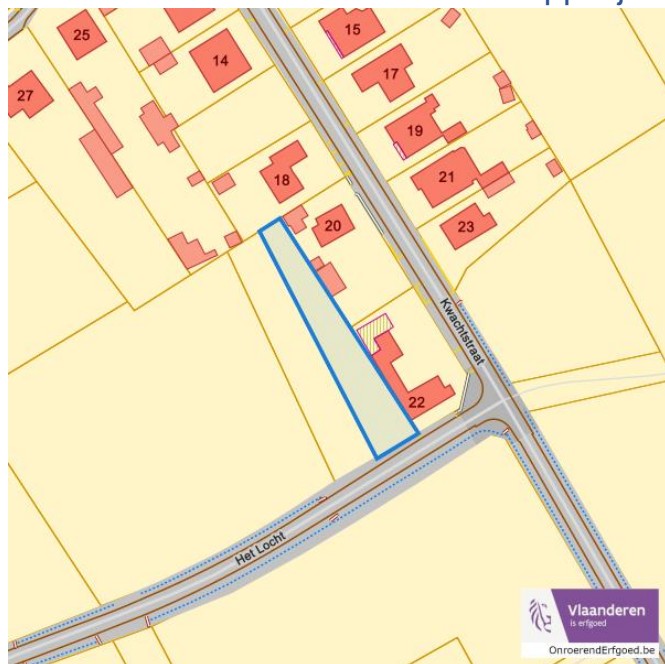 25
15
14
17
27
19
18
21
20
23
Kwachtstraat
22
Het Locht
Vlaanderen
is erfgoed
OnroerendErfgoed.be